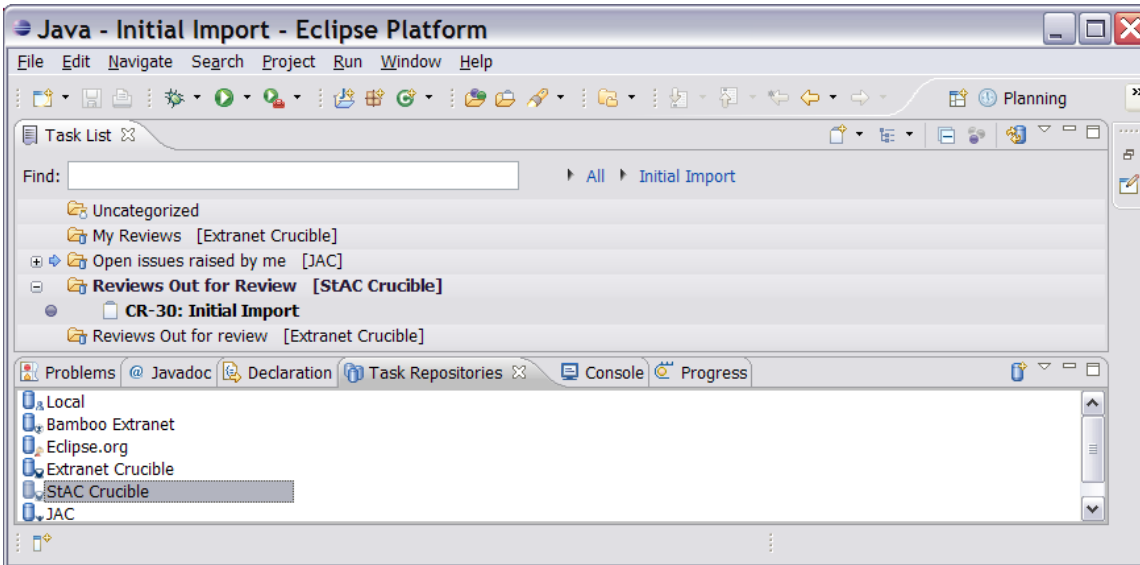 Java - Initial Import - Eclipse Platform
File Edit Navigate Search Project Run Window Help
Planning
Task List
Find:
All Initial Import
Uncategorized
My Reviews [Extranet Crucible]
Open issues raised by me [JAC]
Reviews Out for Review [StAC Crucible]
CR-30: Initial Import
Reviews Out for review [Extranet Crucible]
Problems @ Javadoc Declaration Task Repositories Console Progress
Local
Bamboo Extranet
Eclipse.org
Extranet Crucible
StAC Crucible
JAC